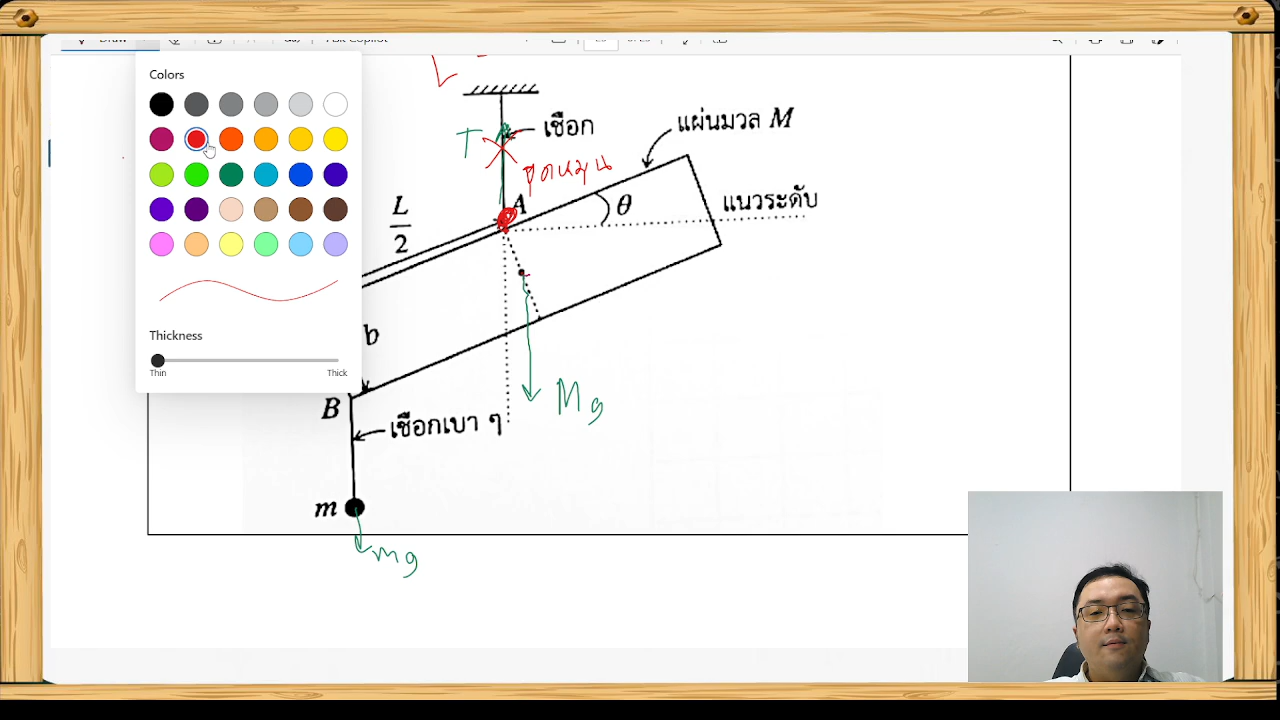 Draw
Colors
T
เชือก
แผ่นมวล M
จุดหมุน
L
2
A
θ
แนวระดับ
Thickness
b
Thin
Thick
Mg
B
เชือกเบา ๆ
m
mg